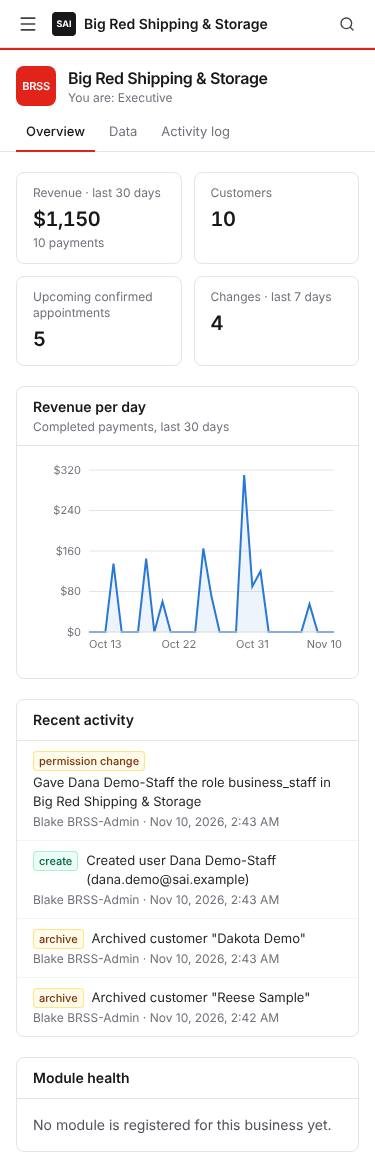 SAI Big Red Shipping & Storage
BRSS
Big Red Shipping & Storage
You are: Executive
Overview Data Activity log
Revenue · last 30 days
$1,150
10 payments
Customers
10
Upcoming confirmed
appointments
5
Changes · last 7 days
4
Revenue per day
Completed payments, last 30 days
$320
$240
$160
$80
$0
Oct 13 Oct 22 Oct 31 Nov 10
Recent activity
permission change
Gave Dana Demo-Staff the role business_staff in
Big Red Shipping & Storage
Blake BRSS-Admin · Nov 10, 2026, 2:43 AM
create Created user Dana Demo-Staff
(dana.demo@sai.example)
Blake BRSS-Admin · Nov 10, 2026, 2:43 AM
archive Archived customer "Dakota Demo"
Blake BRSS-Admin · Nov 10, 2026, 2:43 AM
archive Archived customer "Reese Sample"
Blake BRSS-Admin · Nov 10, 2026, 2:42 AM
Module health
No module is registered for this business yet.